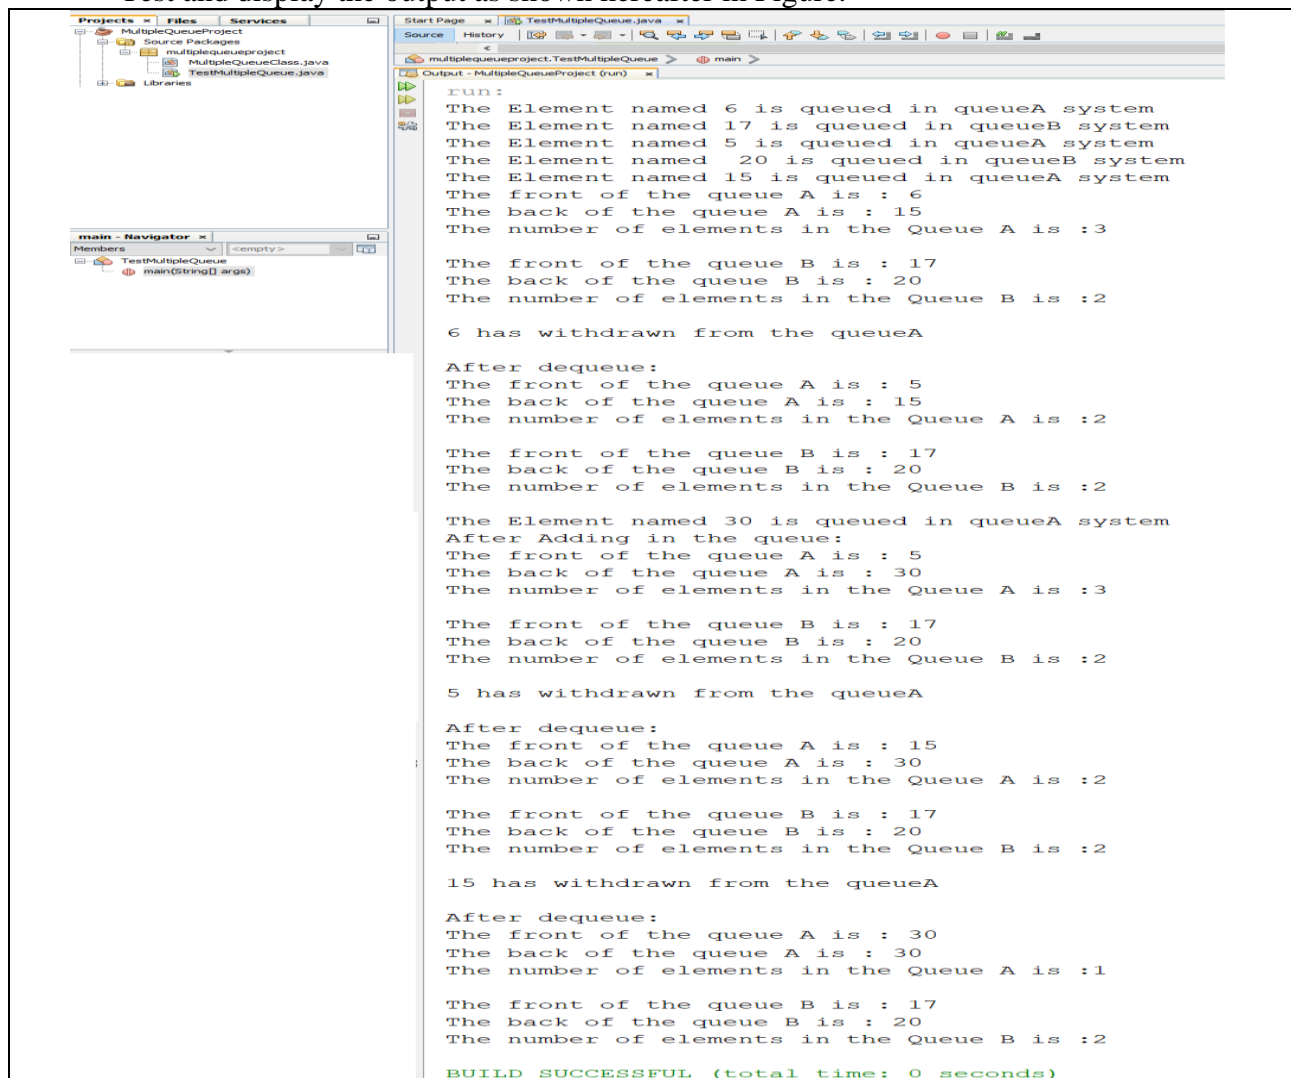 Test and display the output as shown hereafter in Figure.
Projects × Files Services
MultipleQueueProject
Source Packages
multiplequeueproject
MultipleQueueClass.java
TestMultipleQueue.java
Libraries
main - Navigator ×
Members <empty>
TestMultipleQueue
main(String[] args)
Start Page × TestMultipleQueue.java ×
Source History
multiplequeueproject.TestMultipleQueue main
Output - MultipleQueueProject (run) ×
run:
The Element named 6 is queued in queueA system
The Element named 17 is queued in queueB system
The Element named 5 is queued in queueA system
The Element named  20 is queued in queueB system
The Element named 15 is queued in queueA system
The front of the queue A is : 6
The back of the queue A is : 15
The number of elements in the Queue A is :3
The front of the queue B is : 17
The back of the queue B is : 20
The number of elements in the Queue B is :2
6 has withdrawn from the queueA
After dequeue:
The front of the queue A is : 5
The back of the queue A is : 15
The number of elements in the Queue A is :2
The front of the queue B is : 17
The back of the queue B is : 20
The number of elements in the Queue B is :2
The Element named 30 is queued in queueA system
After Adding in the queue:
The front of the queue A is : 5
The back of the queue A is : 30
The number of elements in the Queue A is :3
The front of the queue B is : 17
The back of the queue B is : 20
The number of elements in the Queue B is :2
5 has withdrawn from the queueA
After dequeue:
The front of the queue A is : 15
The back of the queue A is : 30
The number of elements in the Queue A is :2
The front of the queue B is : 17
The back of the queue B is : 20
The number of elements in the Queue B is :2
15 has withdrawn from the queueA
After dequeue:
The front of the queue A is : 30
The back of the queue A is : 30
The number of elements in the Queue A is :1
The front of the queue B is : 17
The back of the queue B is : 20
The number of elements in the Queue B is :2
BUILD SUCCESSFUL (total time: 0 seconds)